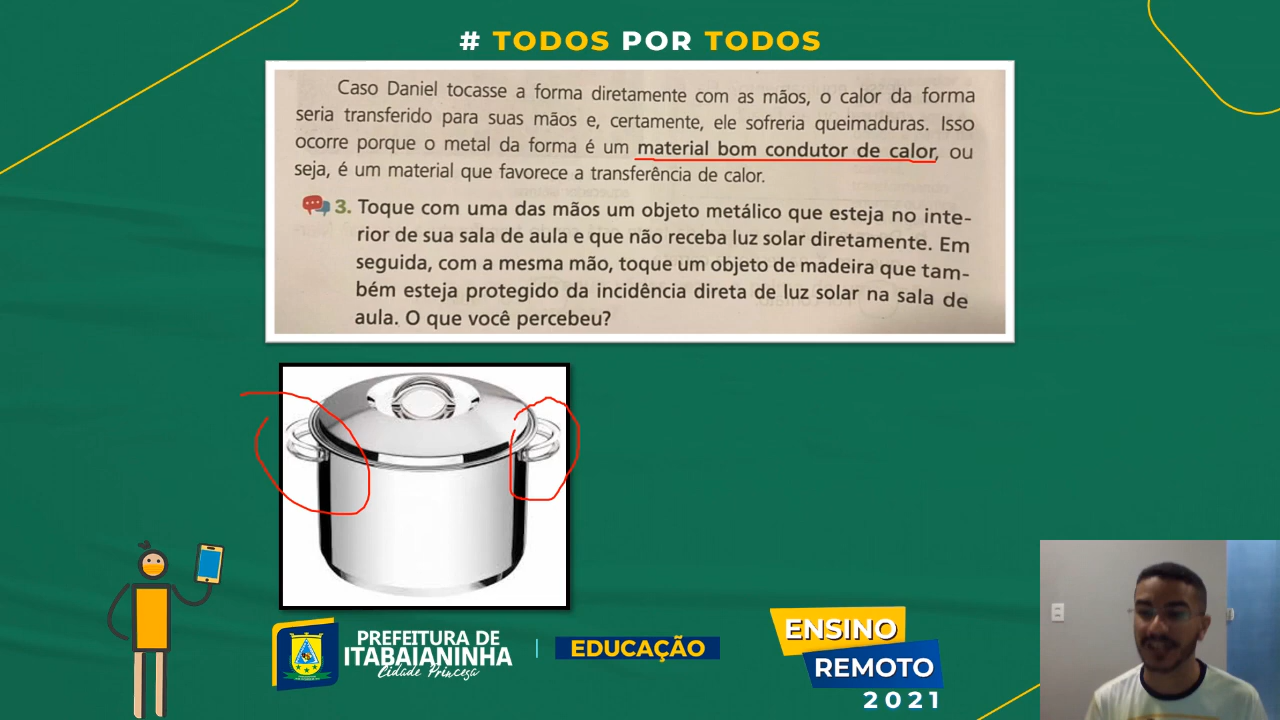 # TODOS POR TODOS
Caso Daniel tocasse a forma diretamente com as mãos, o calor da forma
seria transferido para suas mãos e, certamente, ele sofreria queimaduras. Isso
ocorre porque o metal da forma é um material bom condutor de calor, ou
seja, é um material que favorece a transferência de calor.
3. Toque com uma das mãos um objeto metálico que esteja no inte-
rior de sua sala de aula e que não receba luz solar diretamente. Em
seguida, com a mesma mão, toque um objeto de madeira que tam-
bém esteja protegido da incidência direta de luz solar na sala de
aula. O que você percebeu?
PREFEITURA DE
ITABAIANINHA
Cidade Princesa
EDUCAÇÃO
ENSINO
REMOTO
2021